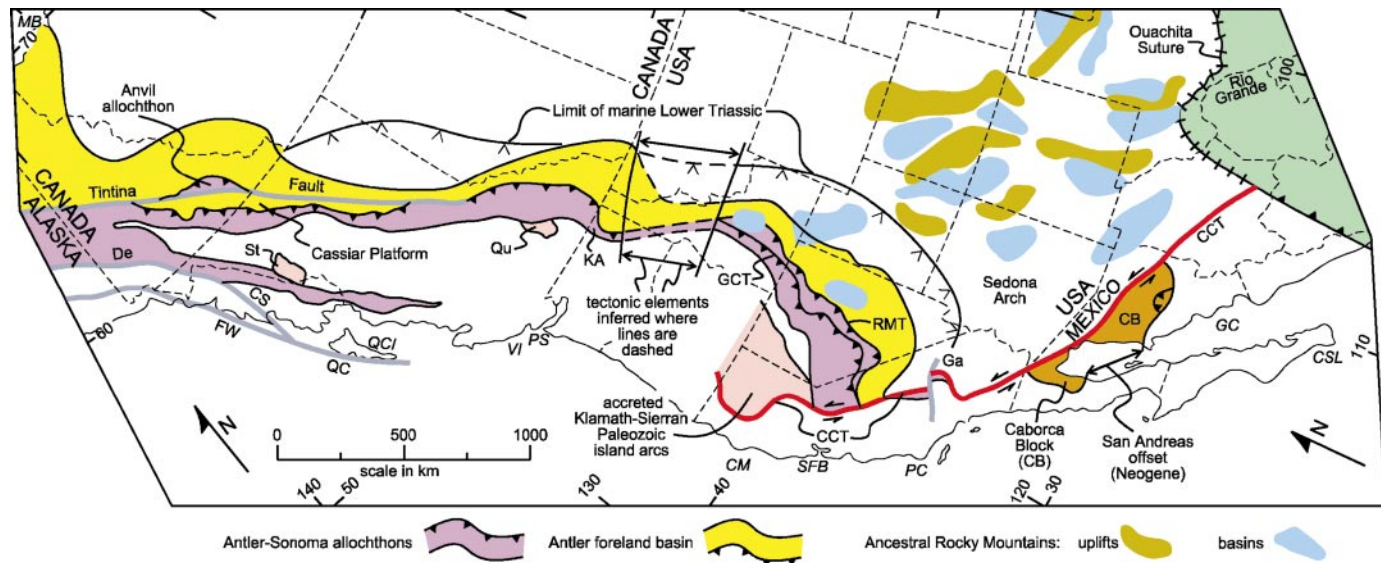 MB
70
Anvil
allochthon
CANADA
USA
Ouachita
Suture
Rio
Grande
100
Limit of marine Lower Triassic
Tintina
Fault
CANADA
ALASKA
De
St
Cassiar Platform
Qu
KA
GCT
CS
FW
QCI
QC
VI
PS
60
tectonic elements
inferred where
lines are
dashed
RMT
Sedona
Arch
USA
MEXICO
CCT
CB
GC
CSL
110
Ga
N
0 500 1000
scale in km
accreted
Klamath-Sierran
Paleozoic
island arcs
CCT
CM
SFB
PC
Caborca
Block
(CB)
San Andreas
offset
(Neogene)
N
140
50
130
40
120
30
Antler-Sonoma allochthons
Antler foreland basin
Ancestral Rocky Mountains: uplifts
basins